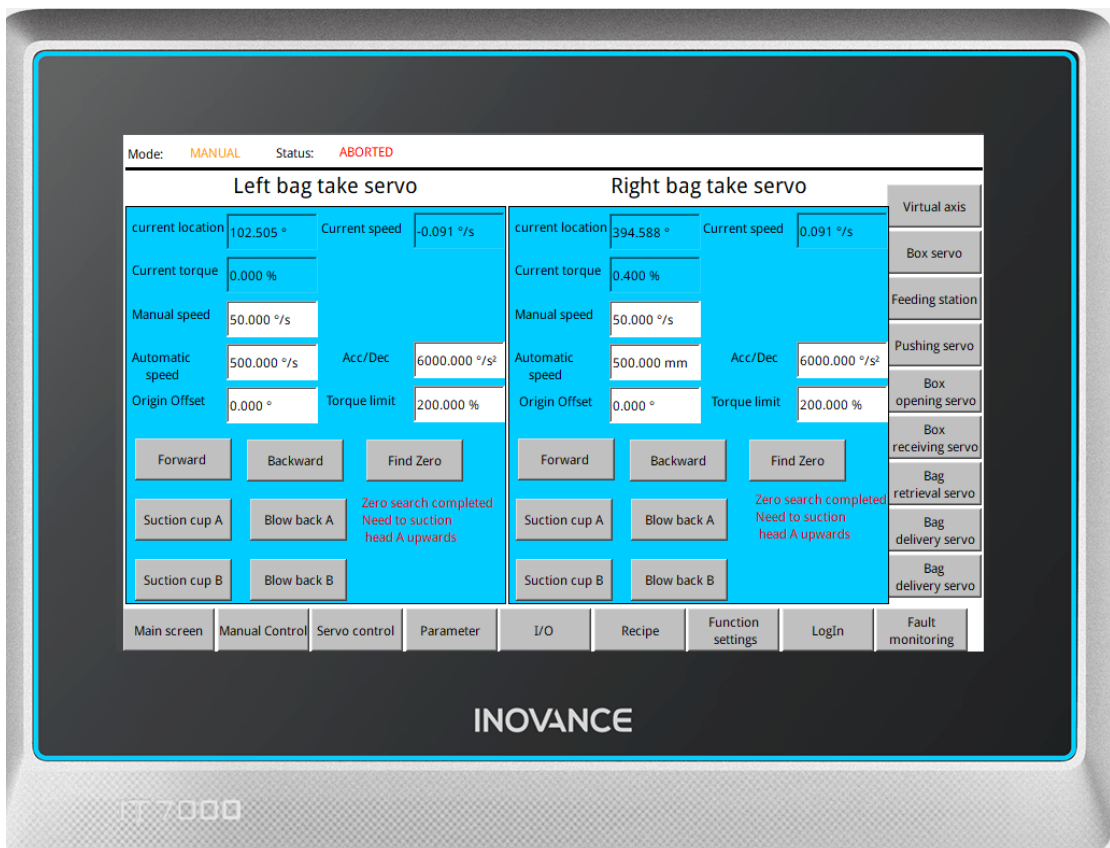 Mode: MANUAL Status: ABORTED
Left bag take servo
Right bag take servo
current location 102.505 ° Current speed -0.091 °/s
Current torque 0.000 %
Manual speed 50.000 °/s
Automatic speed 500.000 °/s Acc/Dec 6000.000 °/s²
Origin Offset 0.000 ° Torque limit 200.000 %
Forward Backward Find Zero
Suction cup A Blow back A
Zero search completed
Need to suction
head A upwards
Suction cup B Blow back B
current location 394.588 ° Current speed 0.091 °/s
Current torque 0.400 %
Manual speed 50.000 °/s
Automatic speed 500.000 mm Acc/Dec 6000.000 °/s²
Origin Offset 0.000 ° Torque limit 200.000 %
Forward Backward Find Zero
Suction cup A Blow back A
Zero search completed
Need to suction
head A upwards
Suction cup B Blow back B
Virtual axis
Box servo
Feeding station
Pushing servo
Box
opening servo
Box
receiving servo
Bag
retrieval servo
Bag
delivery servo
Bag
delivery servo
Main screen Manual Control Servo control Parameter I/O Recipe Function settings LogIn Fault monitoring
INOVANCE
IT7000